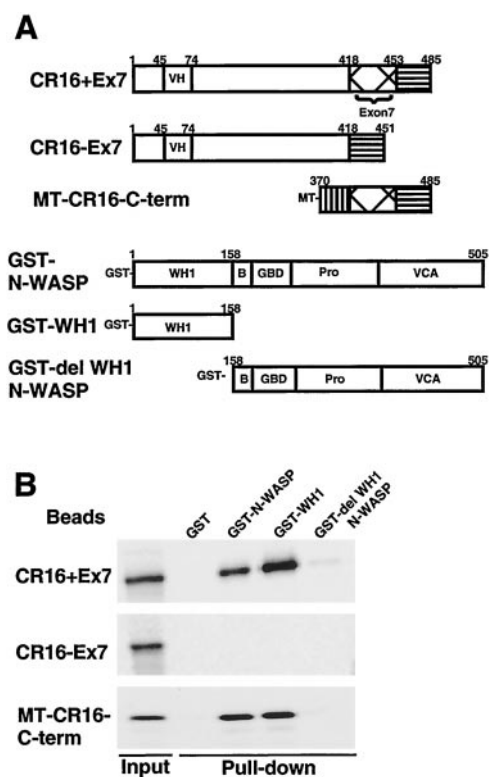 A
1 45 74 418 453 485
CR16+Ex7 VH
Exon7
1 45 74 418 451
CR16-Ex7 VH
370 485
MT-CR16-C-term MT-
1 158 505
GST-
N-WASP GST- WH1 B GBD Pro VCA
1 158
GST-WH1 GST- WH1
158 505
GST-del WH1
N-WASP GST- B GBD Pro VCA
B
Beads GST GST-N-WASP GST-WH1 GST-del WH1
N-WASP
CR16+Ex7
CR16-Ex7
MT-CR16-
C-term
Input Pull-down